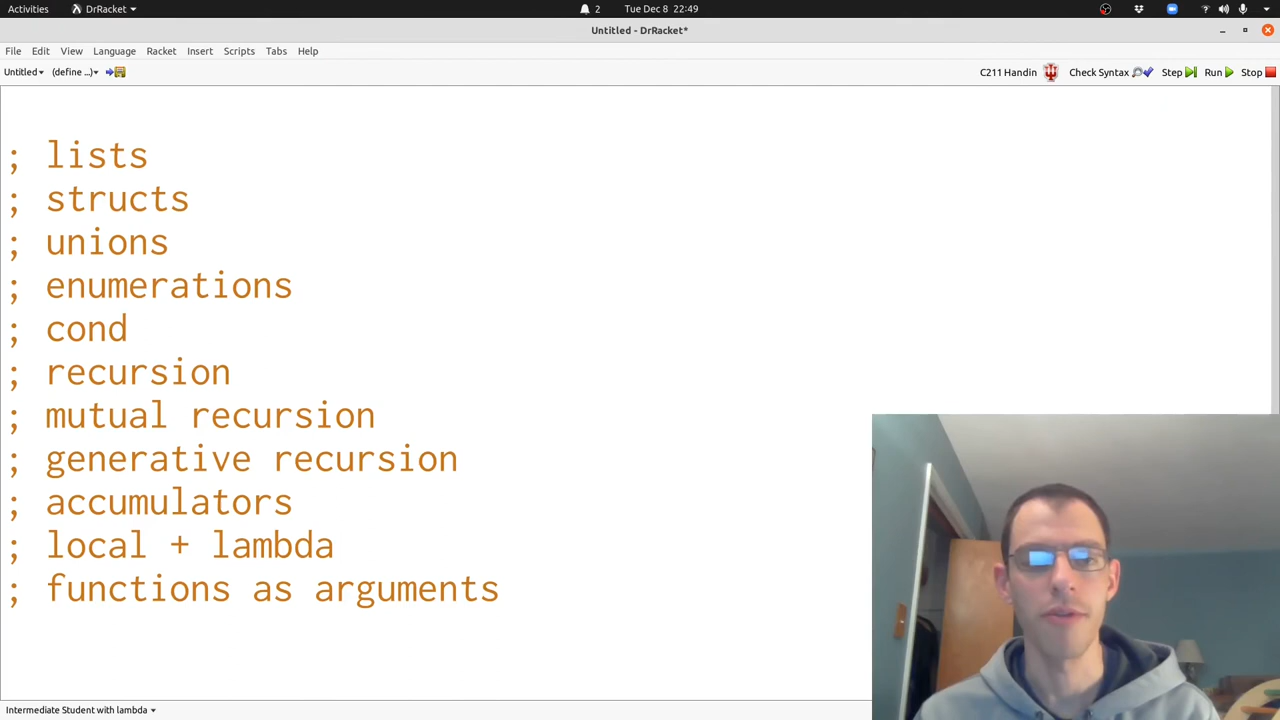 Activities DrRacket 2 Tue Dec 8 22:49
Untitled - DrRacket*
File Edit View Language Racket Insert Scripts Tabs Help
Untitled (define ...) C211 Handin Check Syntax Step Run Stop
; lists
; structs
; unions
; enumerations
; cond
; recursion
; mutual recursion
; generative recursion
; accumulators
; local + lambda
; functions as arguments
Intermediate Student with lambda